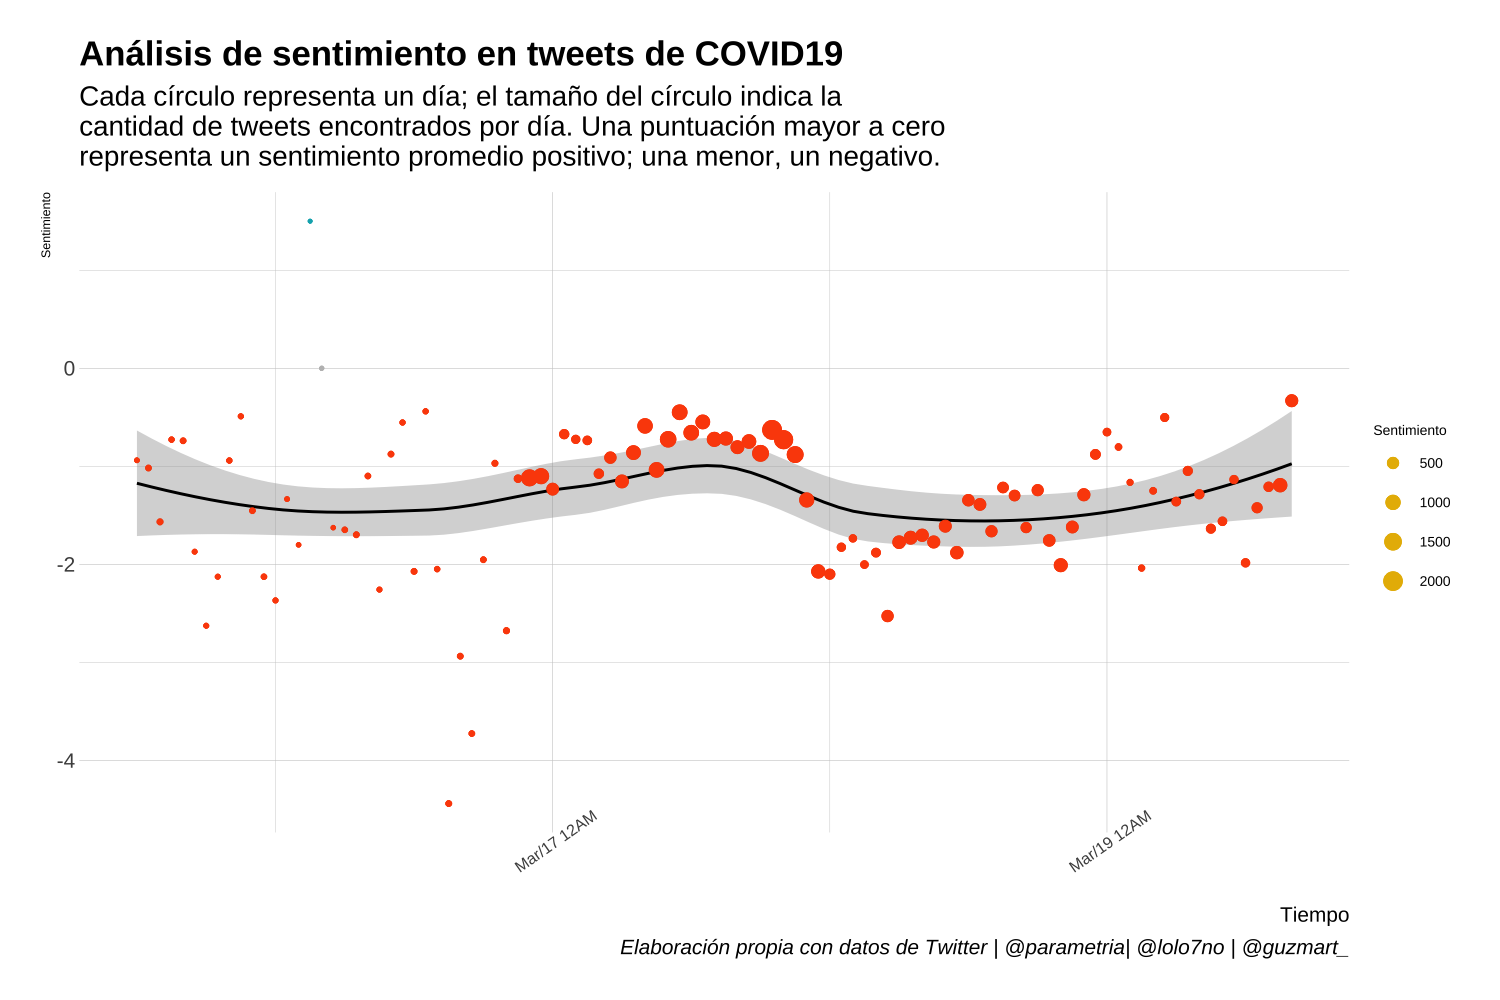 Análisis de sentimiento en tweets de COVID19
Cada círculo representa un día; el tamaño del círculo indica la
cantidad de tweets encontrados por día. Una puntuación mayor a cero
representa un sentimiento promedio positivo; una menor, un negativo.
Sentimiento
0
-2
-4
Mar/17 12AM
Mar/19 12AM
Tiempo
Sentimiento
500
1000
1500
2000
Elaboración propia con datos de Twitter | @parametria| @lolo7no | @guzmart_